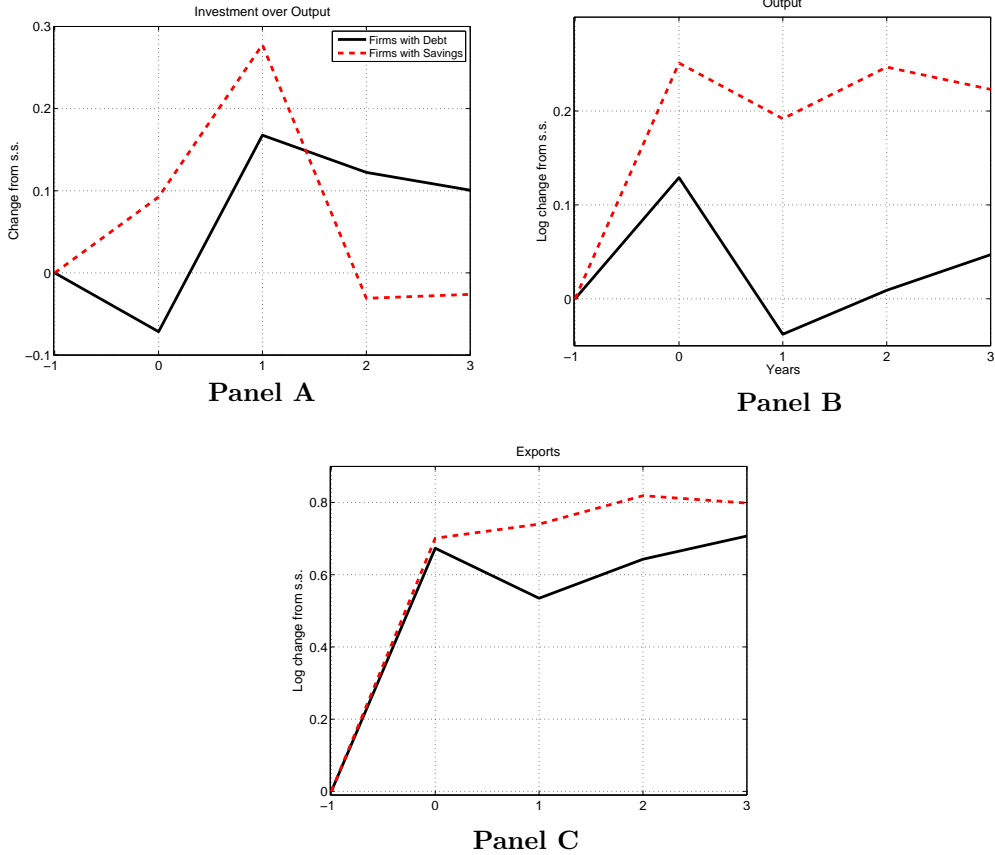 Investment over Output
Firms with Debt
Firms with Savings
Change from s.s.
0.3
0.2
0.1
0
−0.1
−1
0
1
2
3
Panel A
Output
Log change from s.s.
0.2
0.1
0
−1
0
1
2
3
Years
Panel B
Exports
Log change from s.s.
0.8
0.6
0.4
0.2
0
−1
0
1
2
3
Panel C